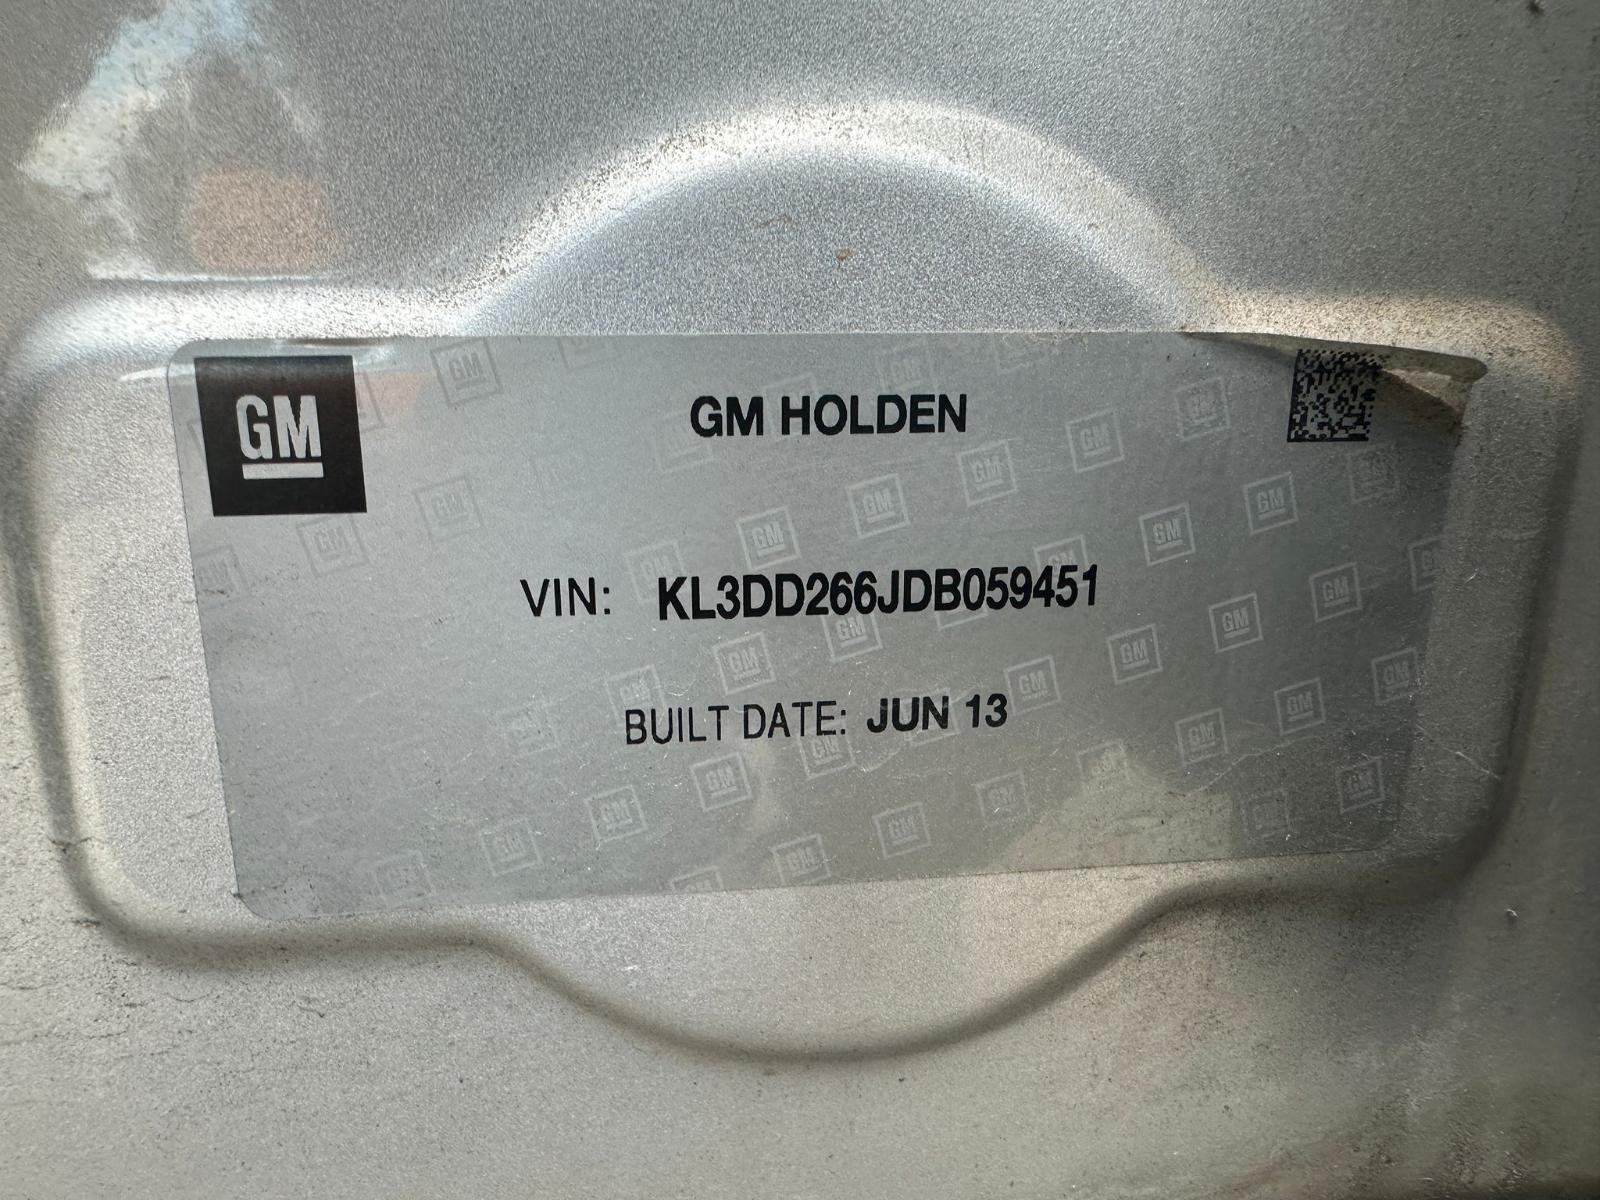 GM
GM HOLDEN
VIN: KL3DD266JDB059451
BUILT DATE: JUN 13